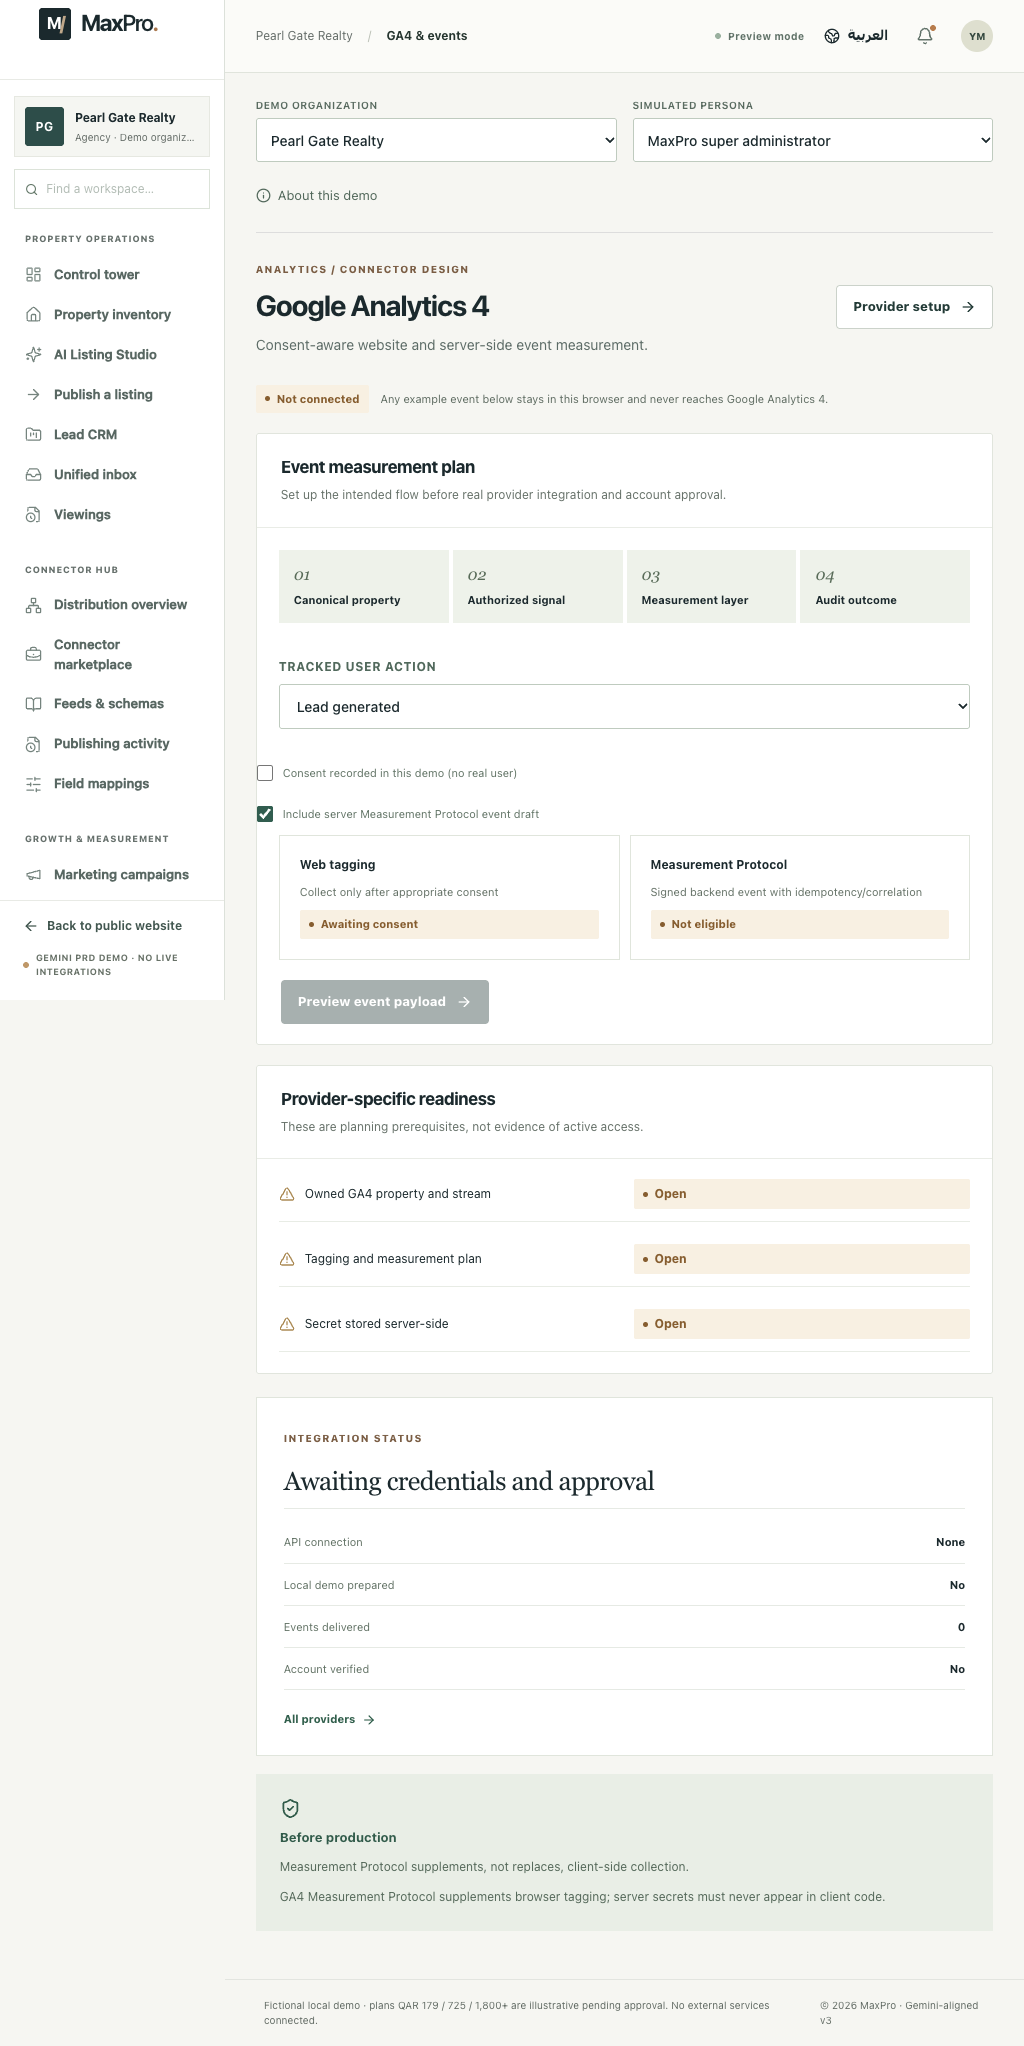 M/ MaxPro.
PG
Pearl Gate Realty
Agency · Demo organiz...
Find a workspace...
PROPERTY OPERATIONS
Control tower
Property inventory
AI Listing Studio
Publish a listing
Lead CRM
Unified inbox
Viewings
CONNECTOR HUB
Distribution overview
Connector
marketplace
Feeds & schemas
Publishing activity
Field mappings
GROWTH & MEASUREMENT
Marketing campaigns
Back to public website
GEMINI PRD DEMO · NO LIVE
INTEGRATIONS
Pearl Gate Realty / GA4 & events
Preview mode
العربية
YM
DEMO ORGANIZATION
Pearl Gate Realty
SIMULATED PERSONA
MaxPro super administrator
About this demo
ANALYTICS / CONNECTOR DESIGN
Google Analytics 4
Consent-aware website and server-side event measurement.
Provider setup
Not connected
Any example event below stays in this browser and never reaches Google Analytics 4.
Event measurement plan
Set up the intended flow before real provider integration and account approval.
01
Canonical property
02
Authorized signal
03
Measurement layer
04
Audit outcome
TRACKED USER ACTION
Lead generated
Consent recorded in this demo (no real user)
Include server Measurement Protocol event draft
Web tagging
Collect only after appropriate consent
Awaiting consent
Measurement Protocol
Signed backend event with idempotency/correlation
Not eligible
Preview event payload
Provider-specific readiness
These are planning prerequisites, not evidence of active access.
Owned GA4 property and stream
Open
Tagging and measurement plan
Open
Secret stored server-side
Open
INTEGRATION STATUS
Awaiting credentials and approval
API connection None
Local demo prepared No
Events delivered 0
Account verified No
All providers
Before production
Measurement Protocol supplements, not replaces, client-side collection.
GA4 Measurement Protocol supplements browser tagging; server secrets must never appear in client code.
Fictional local demo · plans QAR 179 / 725 / 1,800+ are illustrative pending approval. No external services
connected.
© 2026 MaxPro · Gemini-aligned
v3